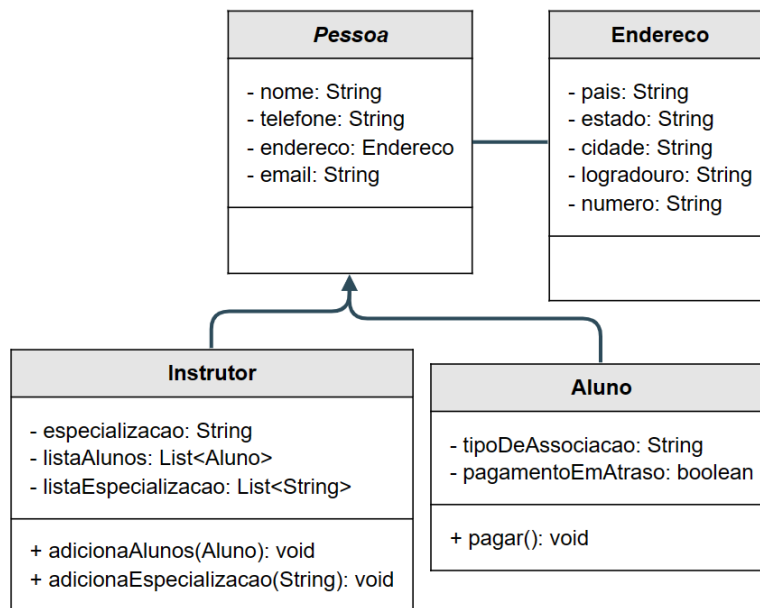 Pessoa
- nome: String
- telefone: String
- endereco: Endereco
- email: String
Endereco
- pais: String
- estado: String
- cidade: String
- logradouro: String
- numero: String
Instrutor
- especializacao: String
- listaAlunos: List<Aluno>
- listaEspecializacao: List<String>
+ adicionaAlunos(Aluno): void
+ adicionaEspecializacao(String): void
Aluno
- tipoDeAssociacao: String
- pagamentoEmAtraso: boolean
+ pagar(): void